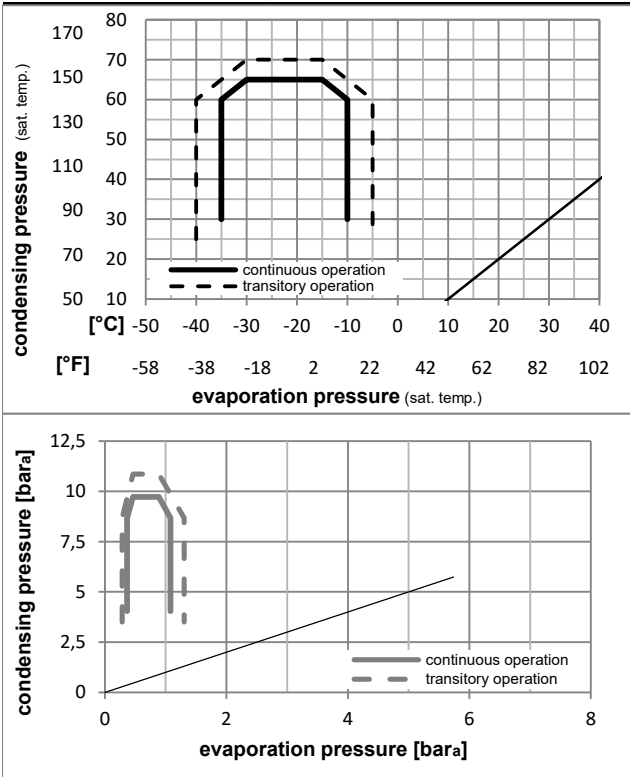 condensing pressure (sat. temp.)
170 80
70
150 60
130 50
110 40
90 30
70 20
50 10
continuous operation
transitory operation
[°C] -50 -40 -30 -20 -10 0 10 20 30 40
[°F] -58 -38 -18 2 22 42 62 82 102
evaporation pressure (sat. temp.)
condensing pressure [bara]
12,5
10
7,5
5
2,5
0
continuous operation
transitory operation
0 2 4 6 8
evaporation pressure [bara]